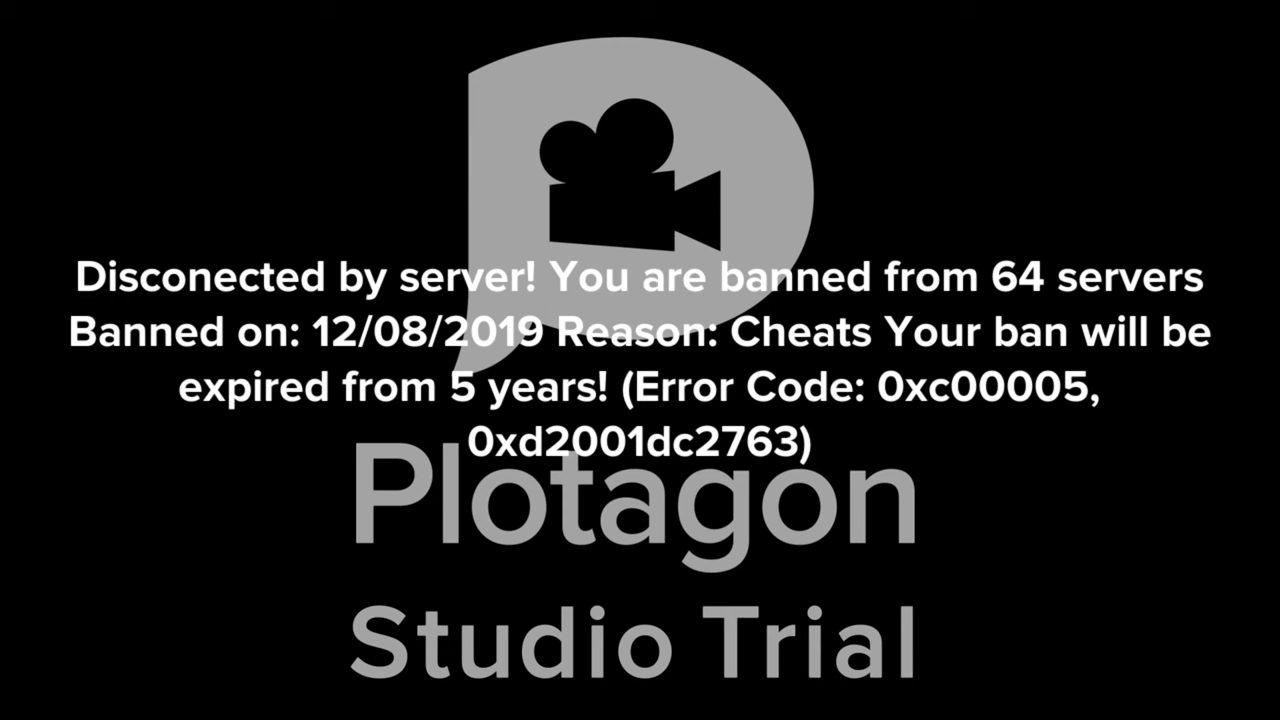 Disconected by server! You are banned from 64 servers
Banned on: 12/08/2019 Reason: Cheats Your ban will be
expired from 5 years! (Error Code: 0xc00005,
0xd2001dc2763)
Plotagon
Studio Trial